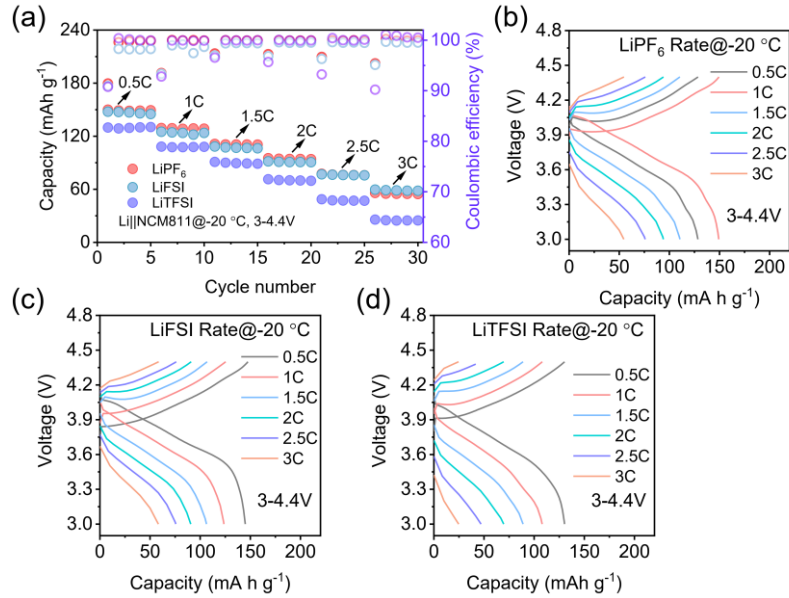 (a)
240
180
120
60
0
Capacity (mAh g⁻¹)
0.5C
1C
1.5C
2C
2.5C
3C
LiPF₆
LiFSI
LiTFSI
Li||NCM811@-20 °C, 3-4.4V
100
90
80
70
60
Coulombic efficiency (%)
0 5 10 15 20 25 30
Cycle number
(b)
LiPF₆ Rate@-20 °C
4.8
4.5
4.2
3.9
3.6
3.3
3.0
Voltage (V)
0.5C
1C
1.5C
2C
2.5C
3C
3-4.4V
0 50 100 150 200
Capacity (mA h g⁻¹)
(c)
LiFSI Rate@-20 °C
4.8
4.5
4.2
3.9
3.6
3.3
3.0
Voltage (V)
0.5C
1C
1.5C
2C
2.5C
3C
3-4.4V
0 50 100 150 200
Capacity (mA h g⁻¹)
(d)
LiTFSI Rate@-20 °C
4.8
4.5
4.2
3.9
3.6
3.3
3.0
Voltage (V)
0.5C
1C
1.5C
2C
2.5C
3C
3-4.4V
0 50 100 150 200
Capacity (mAh g⁻¹)